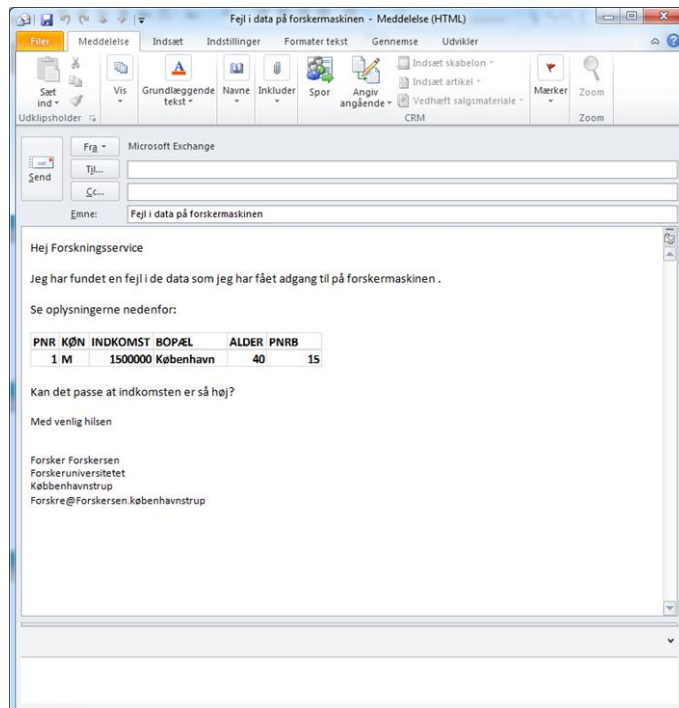 Fejl i data på forskermaskinen - Meddelelse (HTML)
Filer Meddelelse Indsæt Indstillinger Formater tekst Gennemse Udvikler
Sæt ind
Vis
Grundlæggende tekst
Navne
Inkluder
Spor
Angiv angående
Indsæt skabelon
Indsæt artikel
Vedhæft salgsmateriale
Mærker
Zoom
Udklipsholder CRM Zoom
Send
Fra Microsoft Exchange
Til...
Cc...
Emne: Fejl i data på forskermaskinen
Hej Forskningsservice
Jeg har fundet en fejl i de data som jeg har fået adgang til på forskermaskinen .
Se oplysningerne nedenfor:
PNR KØN INDKOMST BOPÆL ALDER PNRB
1 M 1500000 København 40 15
Kan det passe at indkomsten er så høj?
Med venlig hilsen
Forsker Forskersen
Forskeruniversitetet
Købbenhavnstrup
Forskre@Forskersen.københavnstrup